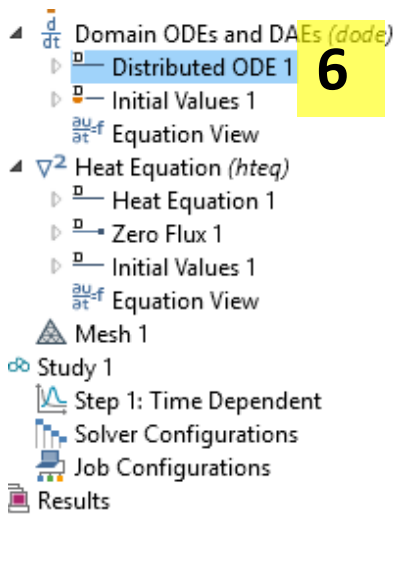 d/dt Domain ODEs and DAEs (dode)
D Distributed ODE 1
6
D Initial Values 1
∂u/∂t=f Equation View
∇² Heat Equation (hteq)
D Heat Equation 1
D Zero Flux 1
D Initial Values 1
∂u/∂t=f Equation View
Mesh 1
Study 1
Step 1: Time Dependent
Solver Configurations
Job Configurations
Results